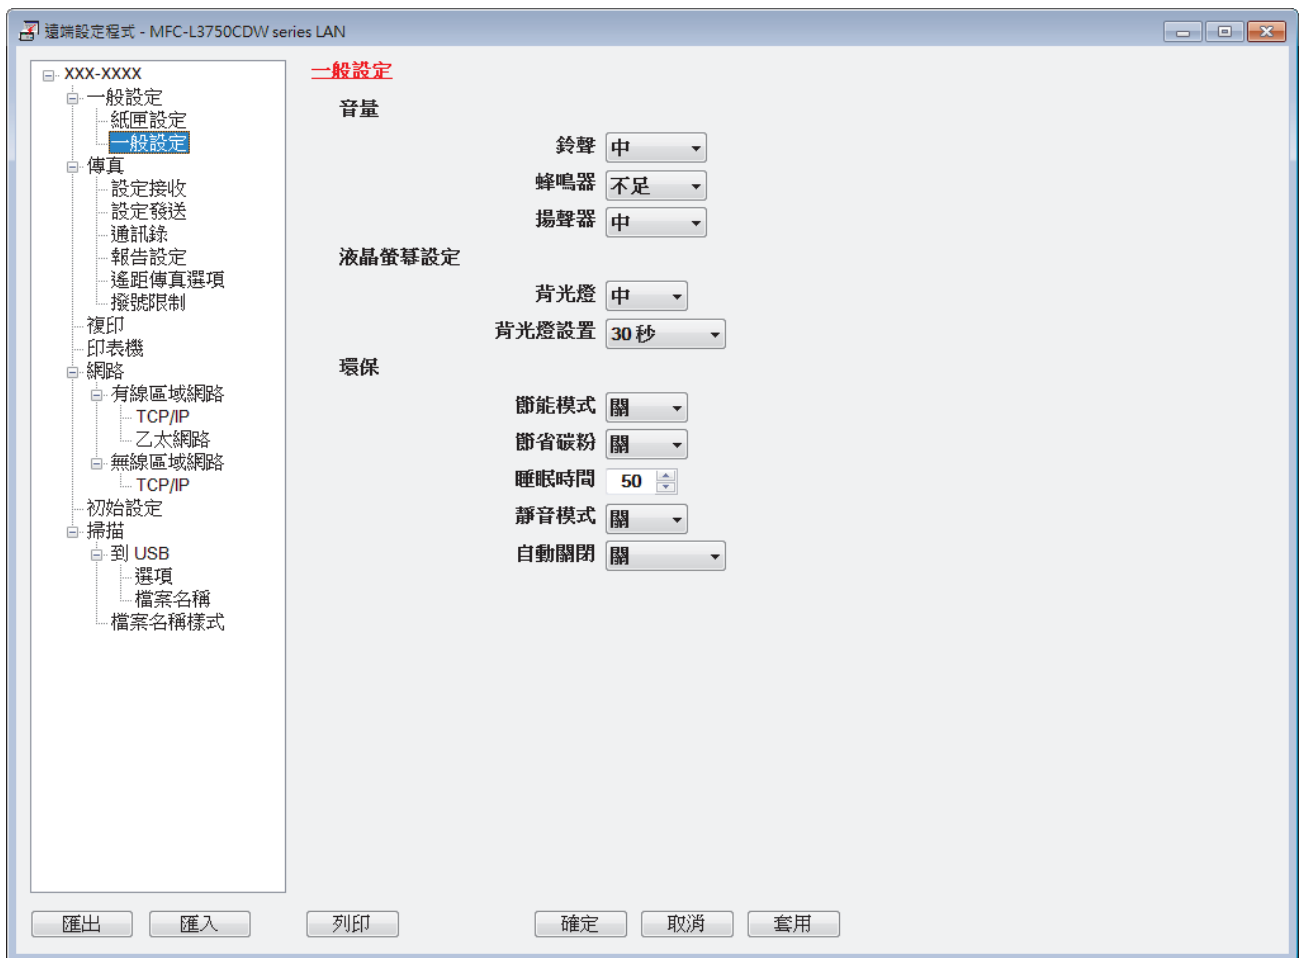 遠端設定程式 - MFC-L3750CDW series LAN
XXX-XXXX
一般設定
紙匣設定
一般設定
傳真
設定接收
設定發送
通訊錄
報告設定
遙距傳真選項
撥號限制
複印
印表機
網路
有線區域網路
TCP/IP
乙太網路
無線區域網路
TCP/IP
初始設定
掃描
到 USB
選項
檔案名稱
檔案名稱樣式
一般設定
音量
鈴聲 中
蜂鳴器 不足
揚聲器 中
液晶螢幕設定
背光燈 中
背光燈設置 30 秒
環保
節能模式 關
節省碳粉 關
睡眠時間 50
靜音模式 關
自動關閉 關
匯出 匯入 列印 確定 取消 套用